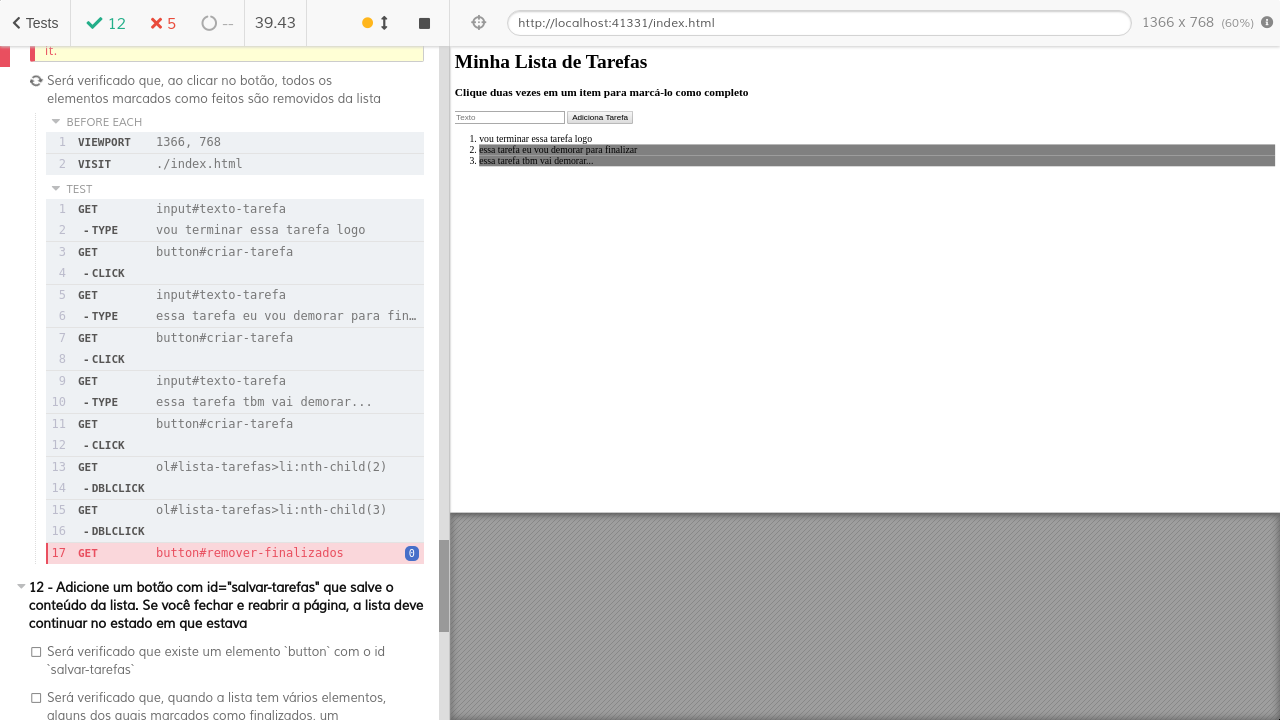 Tests
12
5
--
39.43
http://localhost:41331/index.html
1366 x 768 (60%)
it.
Será verificado que, ao clicar no botão, todos os
elementos marcados como feitos são removidos da lista
BEFORE EACH
1 VIEWPORT 1366, 768
2 VISIT ./index.html
TEST
1 GET input#texto-tarefa
2 -TYPE vou terminar essa tarefa logo
3 GET button#criar-tarefa
4 -CLICK
5 GET input#texto-tarefa
6 -TYPE essa tarefa eu vou demorar para fin…
7 GET button#criar-tarefa
8 -CLICK
9 GET input#texto-tarefa
10 -TYPE essa tarefa tbm vai demorar...
11 GET button#criar-tarefa
12 -CLICK
13 GET ol#lista-tarefas>li:nth-child(2)
14 -DBLCLICK
15 GET ol#lista-tarefas>li:nth-child(3)
16 -DBLCLICK
17 GET button#remover-finalizados 0
12 - Adicione um botão com id="salvar-tarefas" que salve o
conteúdo da lista. Se você fechar e reabrir a página, a lista deve
continuar no estado em que estava
Será verificado que existe um elemento `button` com o id
`salvar-tarefas`
Será verificado que, quando a lista tem vários elementos,
alguns dos quais marcados como finalizados, um
Minha Lista de Tarefas
Clique duas vezes em um item para marcá-lo como completo
Texto
Adiciona Tarefa
1. vou terminar essa tarefa logo
2. essa tarefa eu vou demorar para finalizar
3. essa tarefa tbm vai demorar...